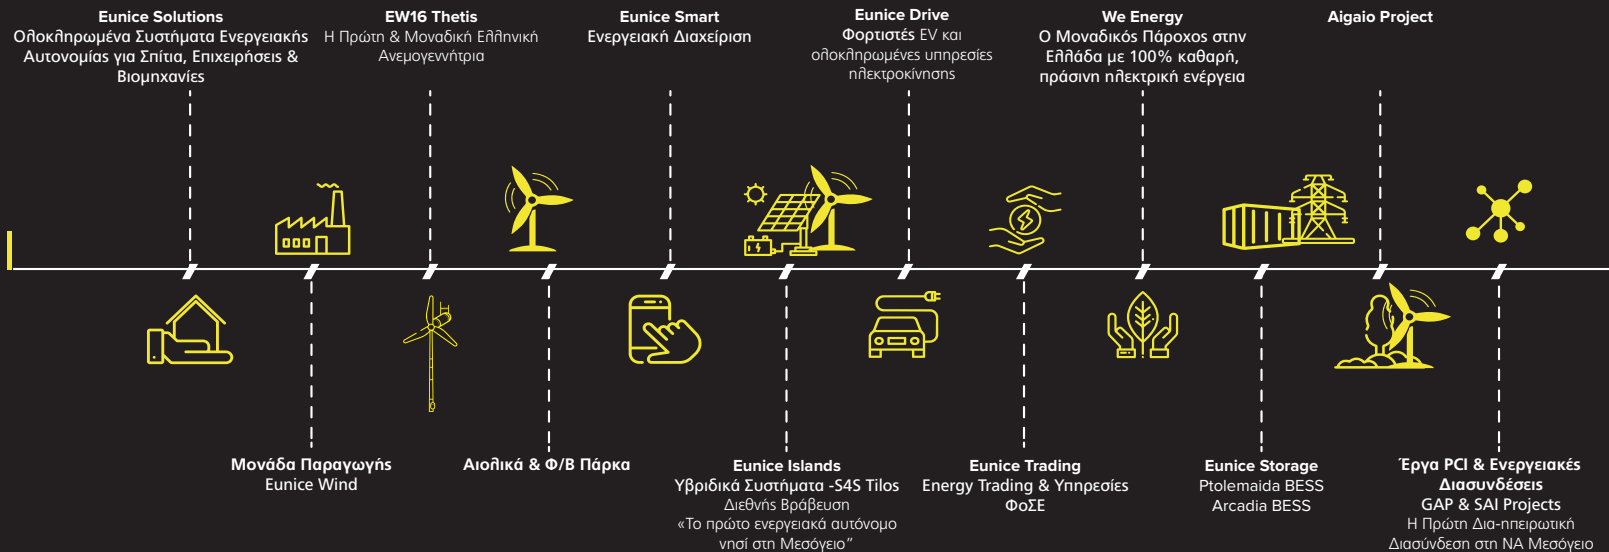 Eunice Solutions
Ολοκληρωμένα Συστήματα Ενεργειακής
Αυτονομίας για Σπίτια, Επιχειρήσεις &
Βιομηχανίες
EW16 Thetis
Η Πρώτη & Μοναδική Ελληνική
Ανεμογεννήτρια
Eunice Smart
Ενεργειακή Διαχείριση
Eunice Drive
Φορτιστές EV και
ολοκληρωμένες υπηρεσίες
ηλεκτροκίνησης
We Energy
Ο Μοναδικός Πάροχος στην
Ελλάδα με 100% καθαρή,
πράσινη ηλεκτρική ενέργεια
Aigaio Project
Μονάδα Παραγωγής
Eunice Wind
Αιολικά & Φ/Β Πάρκα
Eunice Islands
Υβριδικά Συστήματα -S4S Tilos
Διεθνής Βράβευση
«Το πρώτο ενεργειακά αυτόνομο
νησί στη Μεσόγειο”
Eunice Trading
Energy Trading & Υπηρεσίες
ΦοΣΕ
Eunice Storage
Ptolemaida BESS
Arcadia BESS
Έργα PCI & Ενεργειακές
Διασυνδέσεις
GAP & SAI Projects
Η Πρώτη Δια-ηπειρωτική
Διασύνδεση στη ΝΑ Μεσόγειο